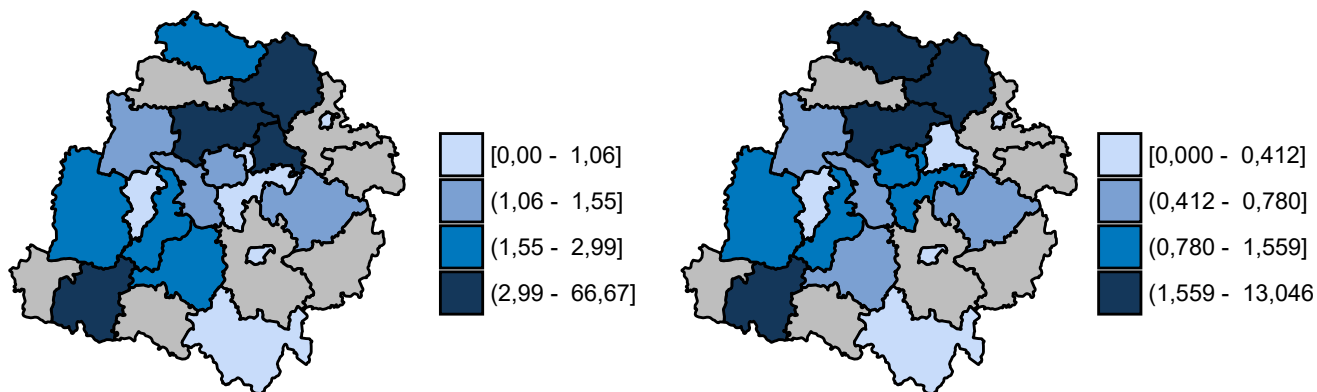 [0,00 - 1,06]
(1,06 - 1,55]
(1,55 - 2,99]
(2,99 - 66,67]
[0,000 - 0,412]
(0,412 - 0,780]
(0,780 - 1,559]
(1,559 - 13,046